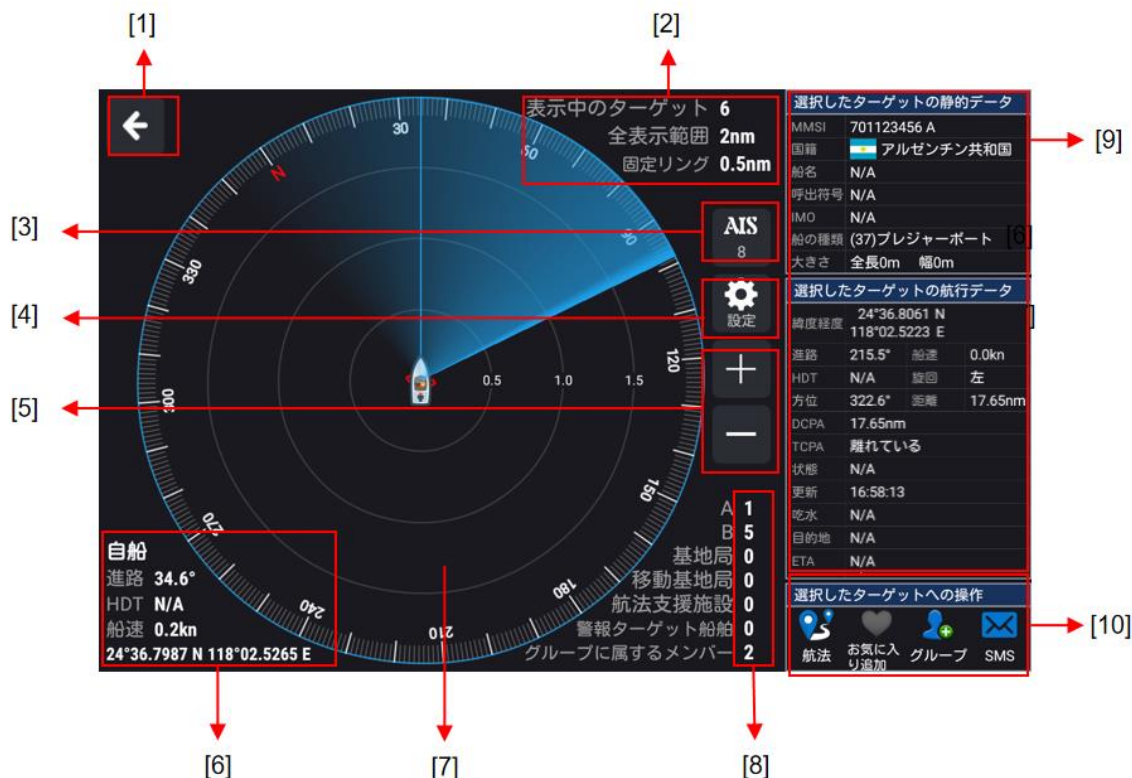 [1]
[2]
[3]
[4]
[5]
[6]
[7]
[8]
[9]
[10]
表示中のターゲット 6
全表示範囲 2nm
固定リング 0.5nm
AIS
8
設定
N
30
60
90
120
150
180
210
240
270
300
330
0.5
1.0
1.5
自船
進路 34.6°
HDT N/A
船速 0.2kn
24°36.7987 N 118°02.5265 E
A 1
B 5
基地局 0
移動基地局 0
航法支援施設 0
警報ターゲット船舶 0
グループに属するメンバー 2
選択したターゲットの静的データ
MMSI 701123456 A
国籍 アルゼンチン共和国
船名 N/A
呼出符号 N/A
IMO N/A
船の種類 (37)プレジャーボート
[6]
大きさ 全長0m 幅0m
選択したターゲットの航行データ
緯度経度 24°36.8061 N
118°02.5223 E
]
進路 215.5° 船速 0.0kn
HDT N/A 旋回 左
方位 322.6° 距離 17.65nm
DCPA 17.65nm
TCPA 離れている
状態 N/A
更新 16:58:13
吃水 N/A
目的地 N/A
ETA N/A
選択したターゲットへの操作
航法
お気に入
り追加
グループ
SMS